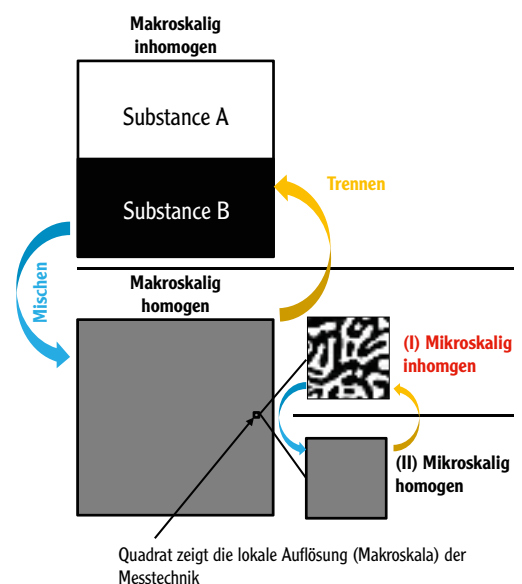 Makroskalig
inhomogen
Substance A
Substance B
Trennen
Mischen
Makroskalig
homogen
(I) Mikroskalig
inhomgen
(II) Mikroskalig
homogen
Quadrat zeigt die lokale Auflösung (Makroskala) der
Messtechnik